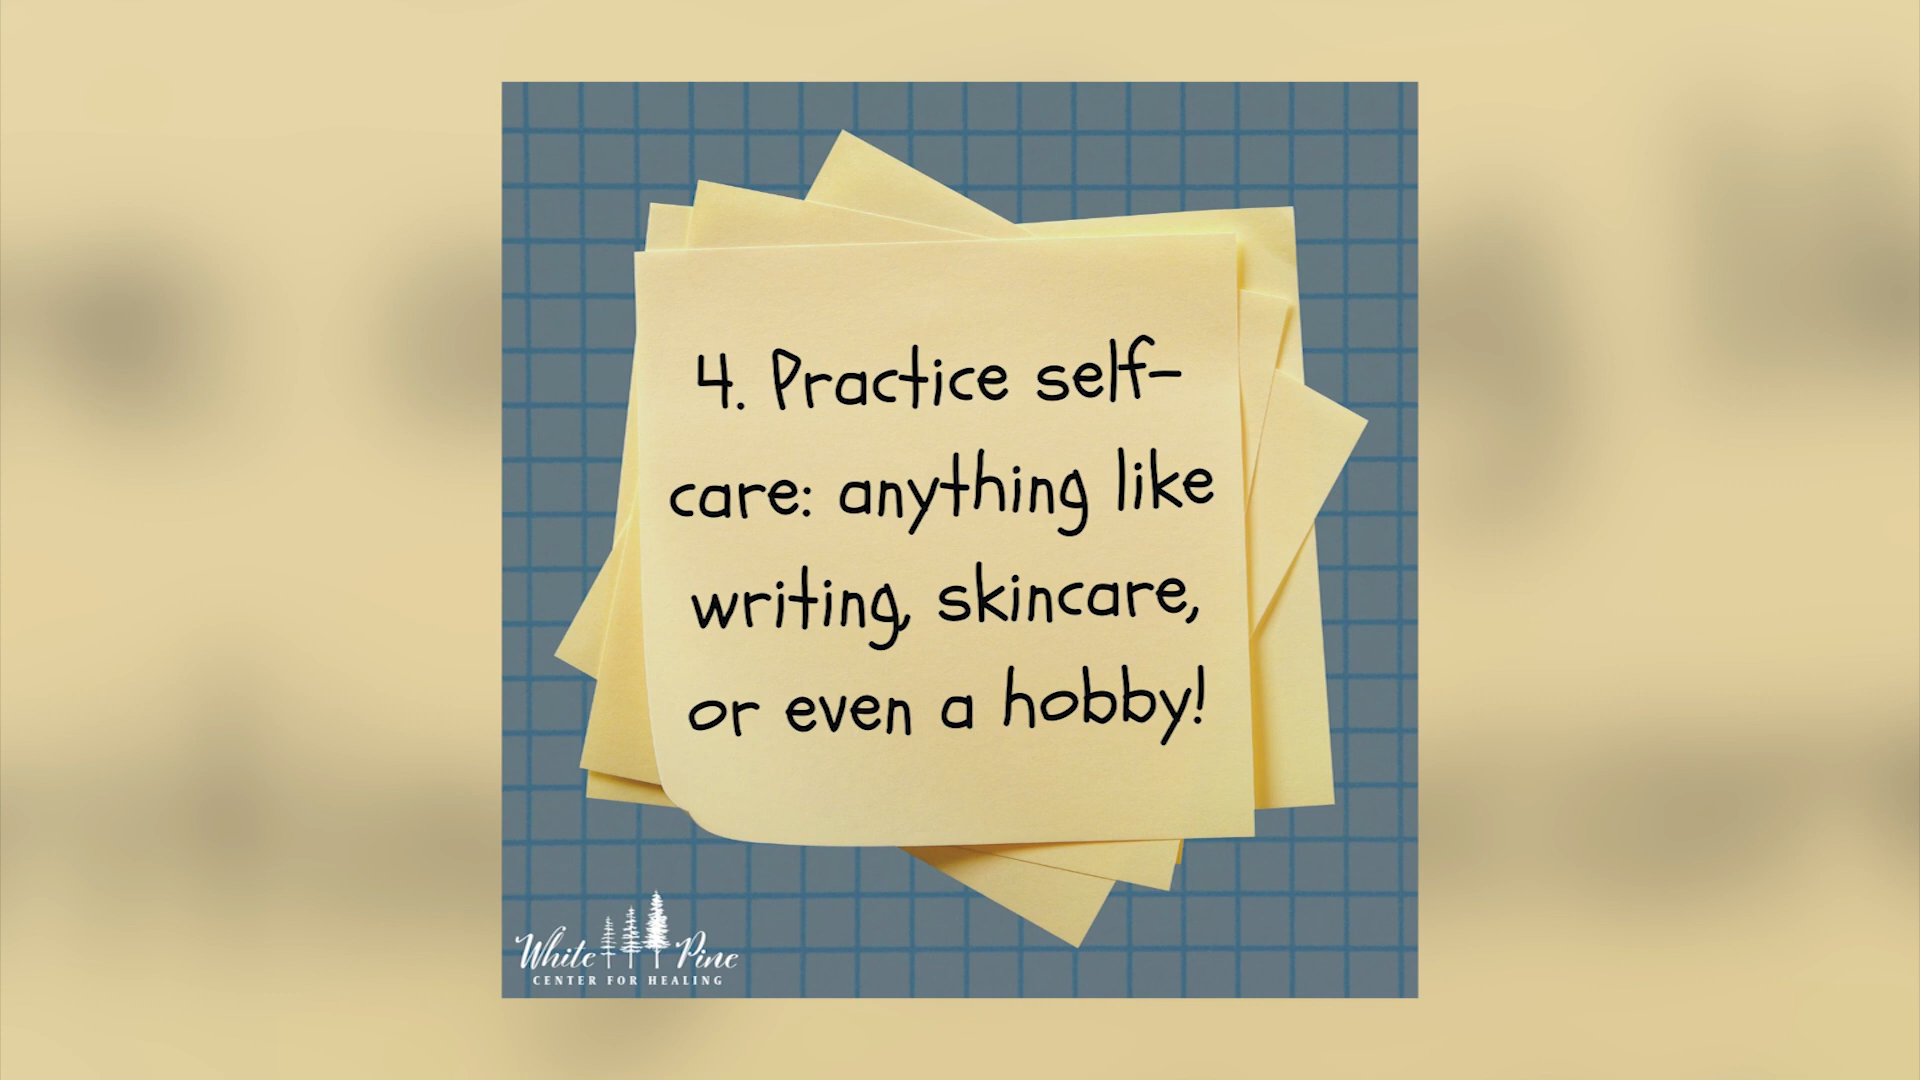 4. Practice self-
care: anything like
writing, skincare,
or even a hobby!
White Pine
CENTER FOR HEALING